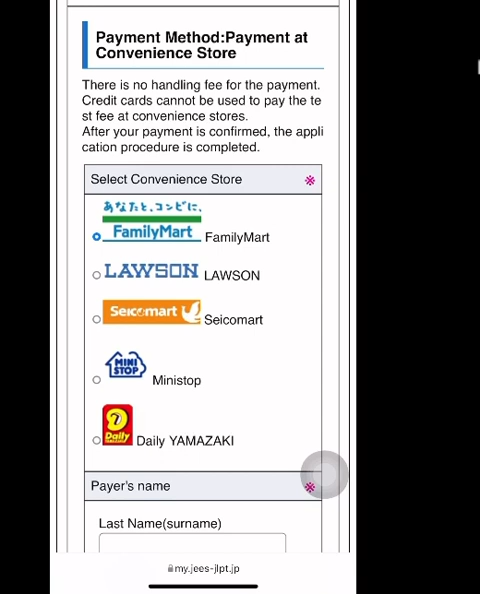 Payment Method:Payment at
Convenience Store
There is no handling fee for the payment.
Credit cards cannot be used to pay the te
st fee at convenience stores.
After your payment is confirmed, the appli
cation procedure is completed.
Select Convenience Store ※
あなたと、コンビに、
FamilyMart FamilyMart
LAWSON LAWSON
Seicomart Seicomart
MINI
STOP Ministop
Daily
YAMAZAKI Daily YAMAZAKI
Payer's name ※
Last Name(surname)
my.jees-jlpt.jp